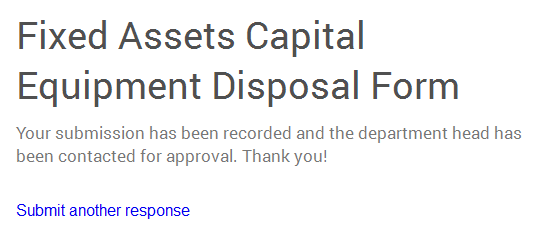 Fixed Assets Capital
Equipment Disposal Form
Your submission has been recorded and the department head has
been contacted for approval. Thank you!
Submit another response